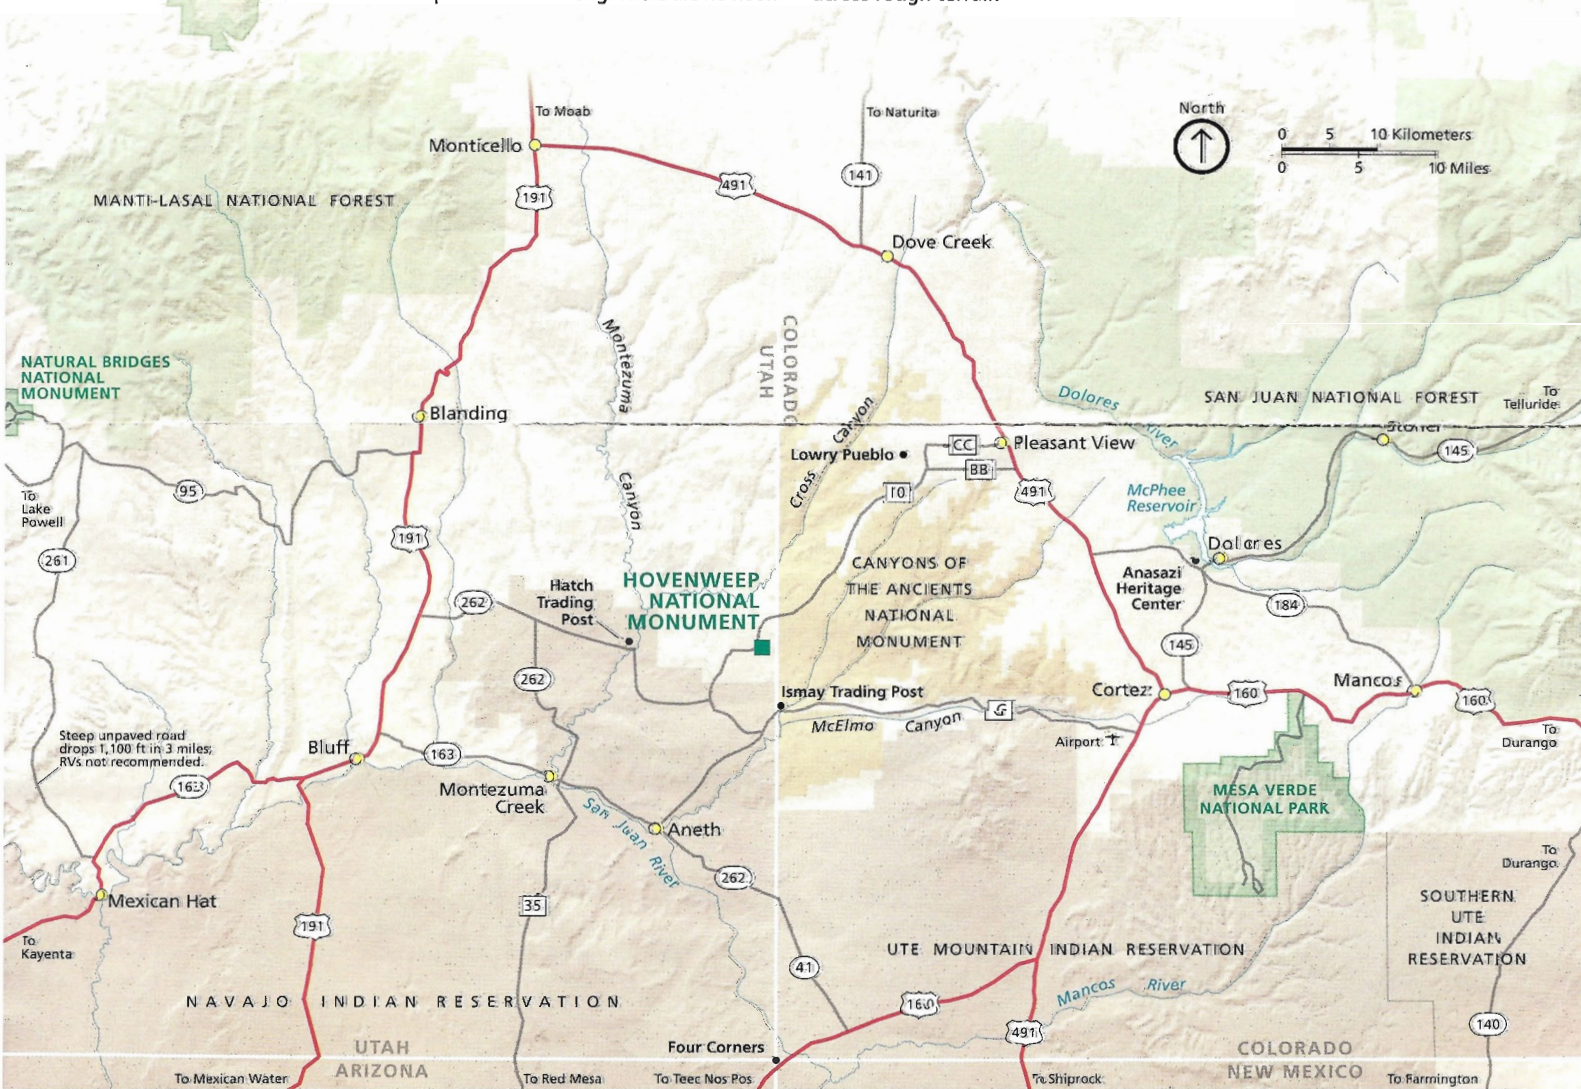 across rough terrain
To Moab
To Naturita
North
0 5 10 Kilometers
0 5 10 Miles
Monticello
491
141
191
MANTI-LASAL NATIONAL FOREST
Dove Creek
Montezuma
Canyon
COLORADO
UTAH
NATURAL BRIDGES
NATIONAL
MONUMENT
Dolores
River
SAN JUAN NATIONAL FOREST
To
Telluride
Blanding
Cross
Canyon
CC
Pleasant View
Stoner
145
Lowry Pueblo
BB
10
491
McPhee
Reservoir
95
To
Lake
Powell
191
261
Dolores
CANYONS OF
THE ANCIENTS
NATIONAL
MONUMENT
Anasazi
Heritage
Center
184
HOVENWEEP
NATIONAL
MONUMENT
Hatch
Trading
Post
262
145
262
Ismay Trading Post
Cortez
160
Mancos
160
McElmo Canyon
G
Airport
To
Durango
Steep unpaved road
drops 1,100 ft in 3 miles;
RVs not recommended.
Bluff
163
163
Montezuma
Creek
San Juan River
Aneth
MESA VERDE
NATIONAL PARK
To
Durango
262
Mexican Hat
35
191
SOUTHERN
UTE
INDIAN
RESERVATION
To
Kayenta
UTE MOUNTAIN INDIAN RESERVATION
41
NAVAJO INDIAN RESERVATION
160
Mancos River
491
140
Four Corners
UTAH
ARIZONA
COLORADO
NEW MEXICO
To Mexican Water
To Red Mesa
To Teec Nos Pos
To Shiprock
To Farmington